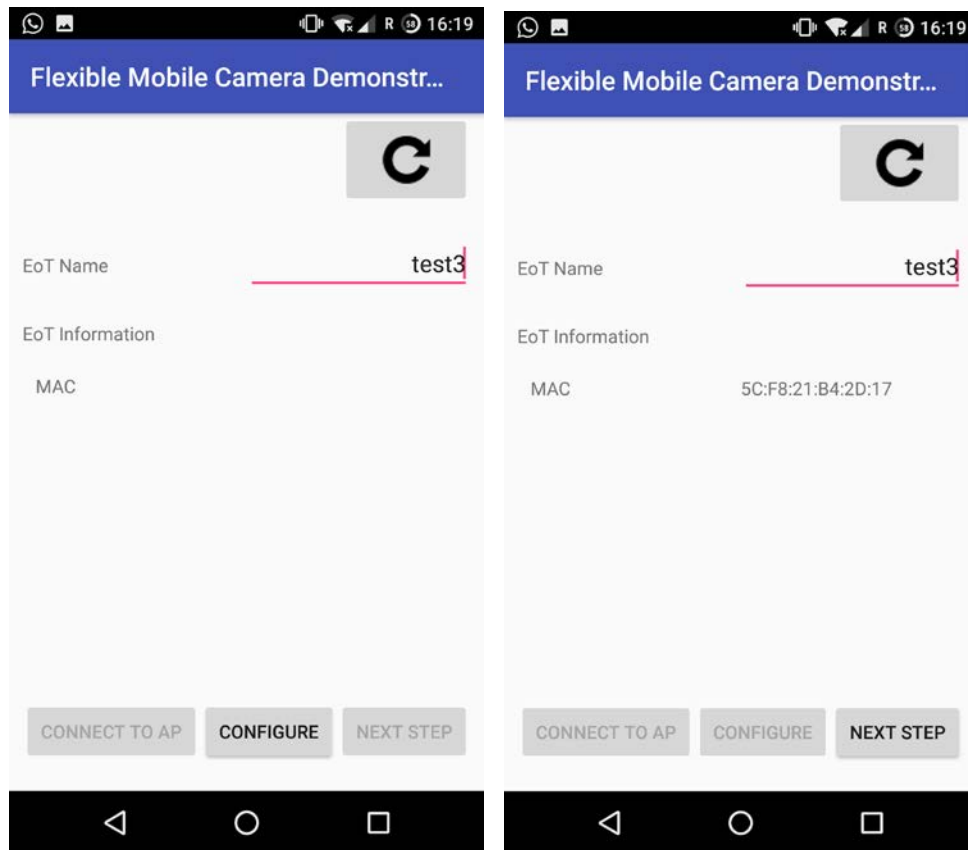 R 58 16:19
Flexible Mobile Camera Demonstr...
EoT Name test3
EoT Information
MAC
CONNECT TO AP CONFIGURE NEXT STEP
R 58 16:19
Flexible Mobile Camera Demonstr...
EoT Name test3
EoT Information
MAC 5C:F8:21:B4:2D:17
CONNECT TO AP CONFIGURE NEXT STEP